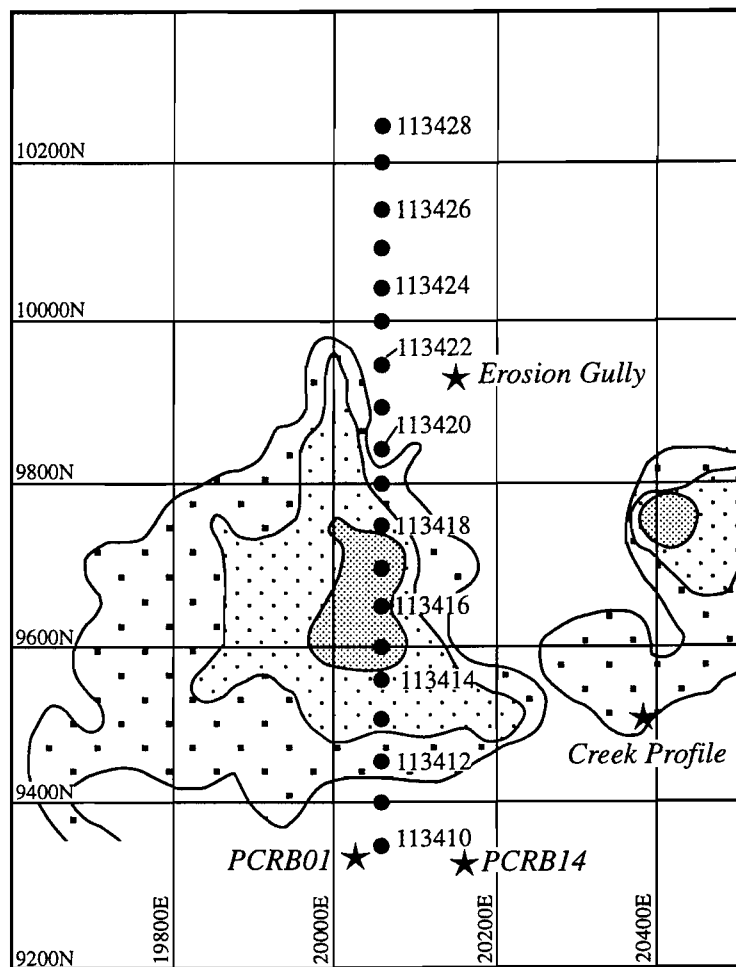 113428
10200N
113426
113424
10000N
113422
Erosion Gully
113420
9800N
113418
113416
9600N
113414
Creek Profile
113412
9400N
113410
PCRB01
PCRB14
19800E
20000E
20200E
20400E
9200N